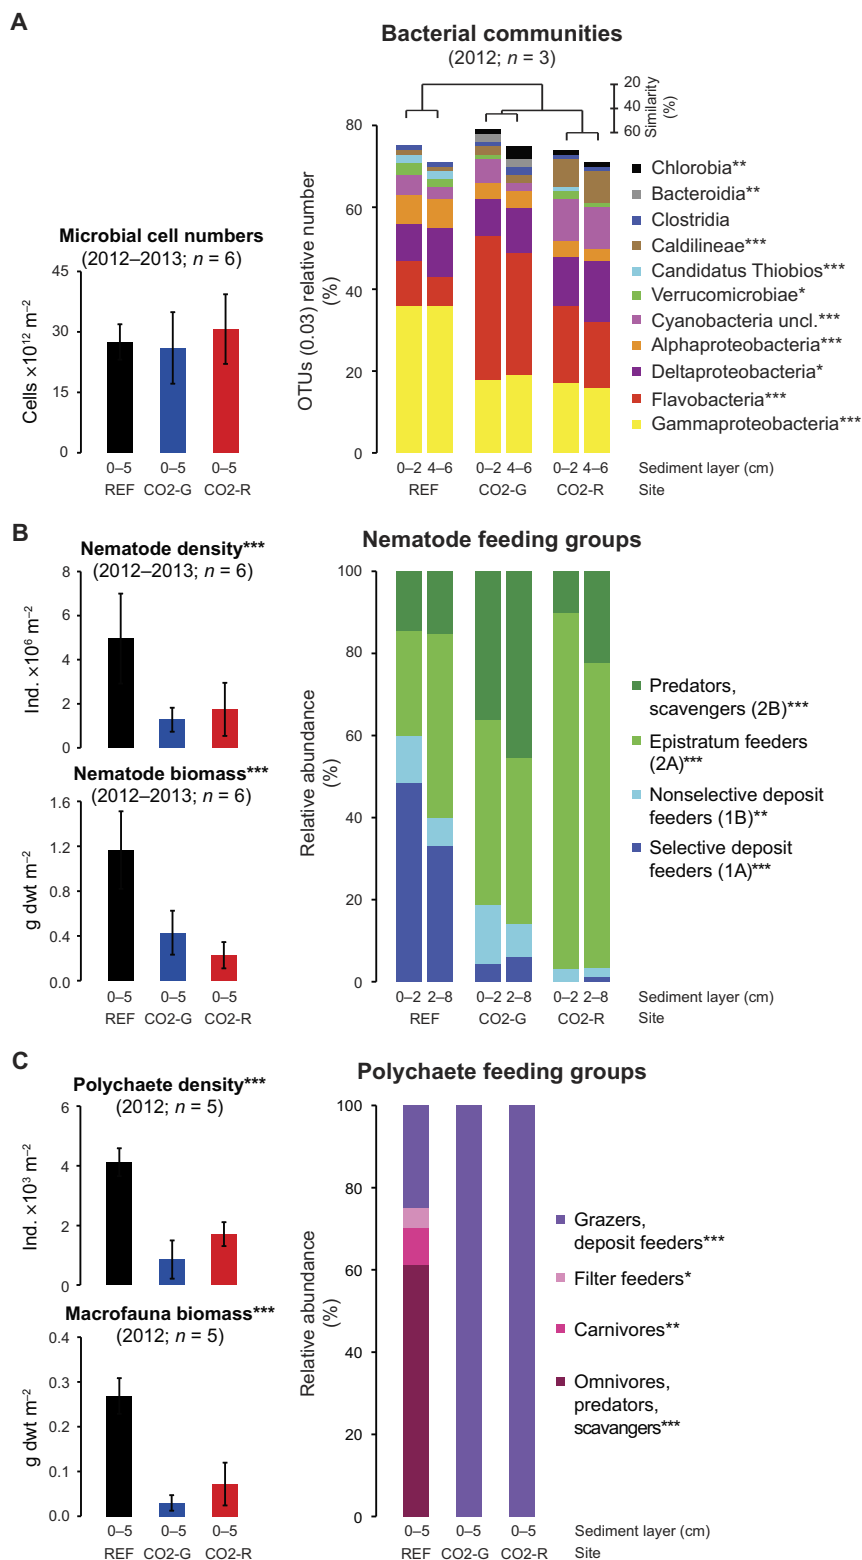 A
Bacterial communities
(2012; n = 3)
20
40
60
Similarity
(%)
Microbial cell numbers
(2012–2013; n = 6)
Cells ×10¹² m⁻²
45
30
15
0
0–5
0–5
0–5
REF
CO2-G
CO2-R
OTUs (0.03) relative number
(%)
80
60
40
20
0
Chlorobia**
Bacteroidia**
Clostridia
Caldilineae***
Candidatus Thiobios***
Verrucomicrobiae*
Cyanobacteria uncl.***
Alphaproteobacteria***
Deltaproteobacteria*
Flavobacteria***
Gammaproteobacteria***
0–2 4–6 0–2 4–6 0–2 4–6 Sediment layer (cm)
REF CO2-G CO2-R Site
B
Nematode density***
(2012–2013; n = 6)
Ind. ×10⁶ m⁻²
8
6
4
2
0
Nematode biomass***
(2012–2013; n = 6)
g dwt m⁻²
1.6
1.2
0.8
0.4
0.0
0–5 0–5 0–5
REF CO2-G CO2-R
Nematode feeding groups
Relative abundance
(%)
100
80
60
40
20
0
Predators,
scavengers (2B)***
Epistratum feeders
(2A)***
Nonselective deposit
feeders (1B)**
Selective deposit
feeders (1A)***
0–2 2–8 0–2 2–8 0–2 2–8 Sediment layer (cm)
REF CO2-G CO2-R Site
C
Polychaete density***
(2012; n = 5)
Ind. ×10³ m⁻²
6
4
2
0
Macrofauna biomass***
(2012; n = 5)
g dwt m⁻²
0.4
0.3
0.2
0.1
0.0
0–5 0–5 0–5
REF CO2-G CO2-R
Polychaete feeding groups
Relative abundance
(%)
100
80
60
40
20
0
Grazers,
deposit feeders***
Filter feeders*
Carnivores**
Omnivores,
predators,
scavangers***
0–5 0–5 0–5 Sediment layer (cm)
REF CO2-G CO2-R Site